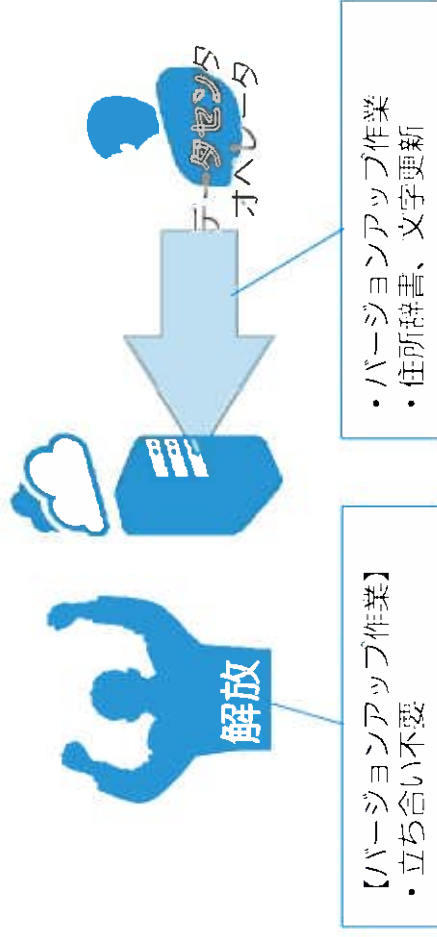 解放
データセンタ
オペレータ
【バージョンアップ作業】
・立ち合い不要
・バージョンアップ作業
・住所辞書、文字更新